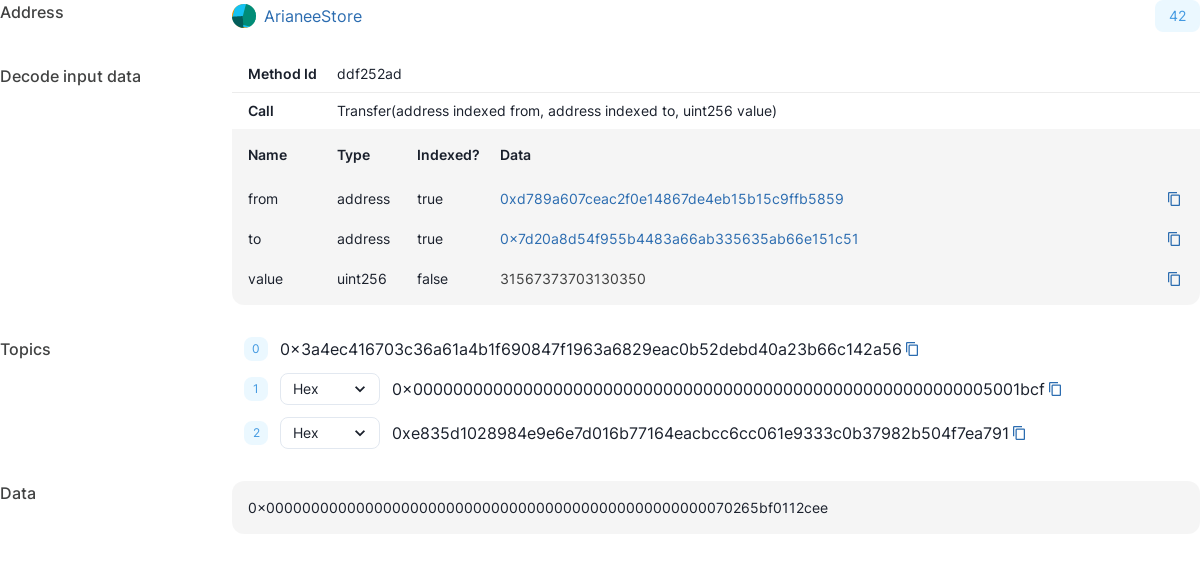 Address ArianeeStore 42
Decode input data
Method Id ddf252ad
Call Transfer(address indexed from, address indexed to, uint256 value)
Name Type Indexed? Data
from address true 0xd789a607ceac2f0e14867de4eb15b15c9ffb5859
to address true 0x7d20a8d54f955b4483a66ab335635ab66e151c51
value uint256 false 31567373703130350
Topics 0 0x3a4ec416703c36a61a4b1f690847f1963a6829eac0b52debd40a23b66c142a56
1 Hex 0x0000000000000000000000000000000000000000000000000000000005001bcf
2 Hex 0xe835d1028984e9e6e7d016b77164eacbcc6cc061e9333c0b37982b504f7ea791
Data
0x0000000000000000000000000000000000000000000000000070265bf0112cee